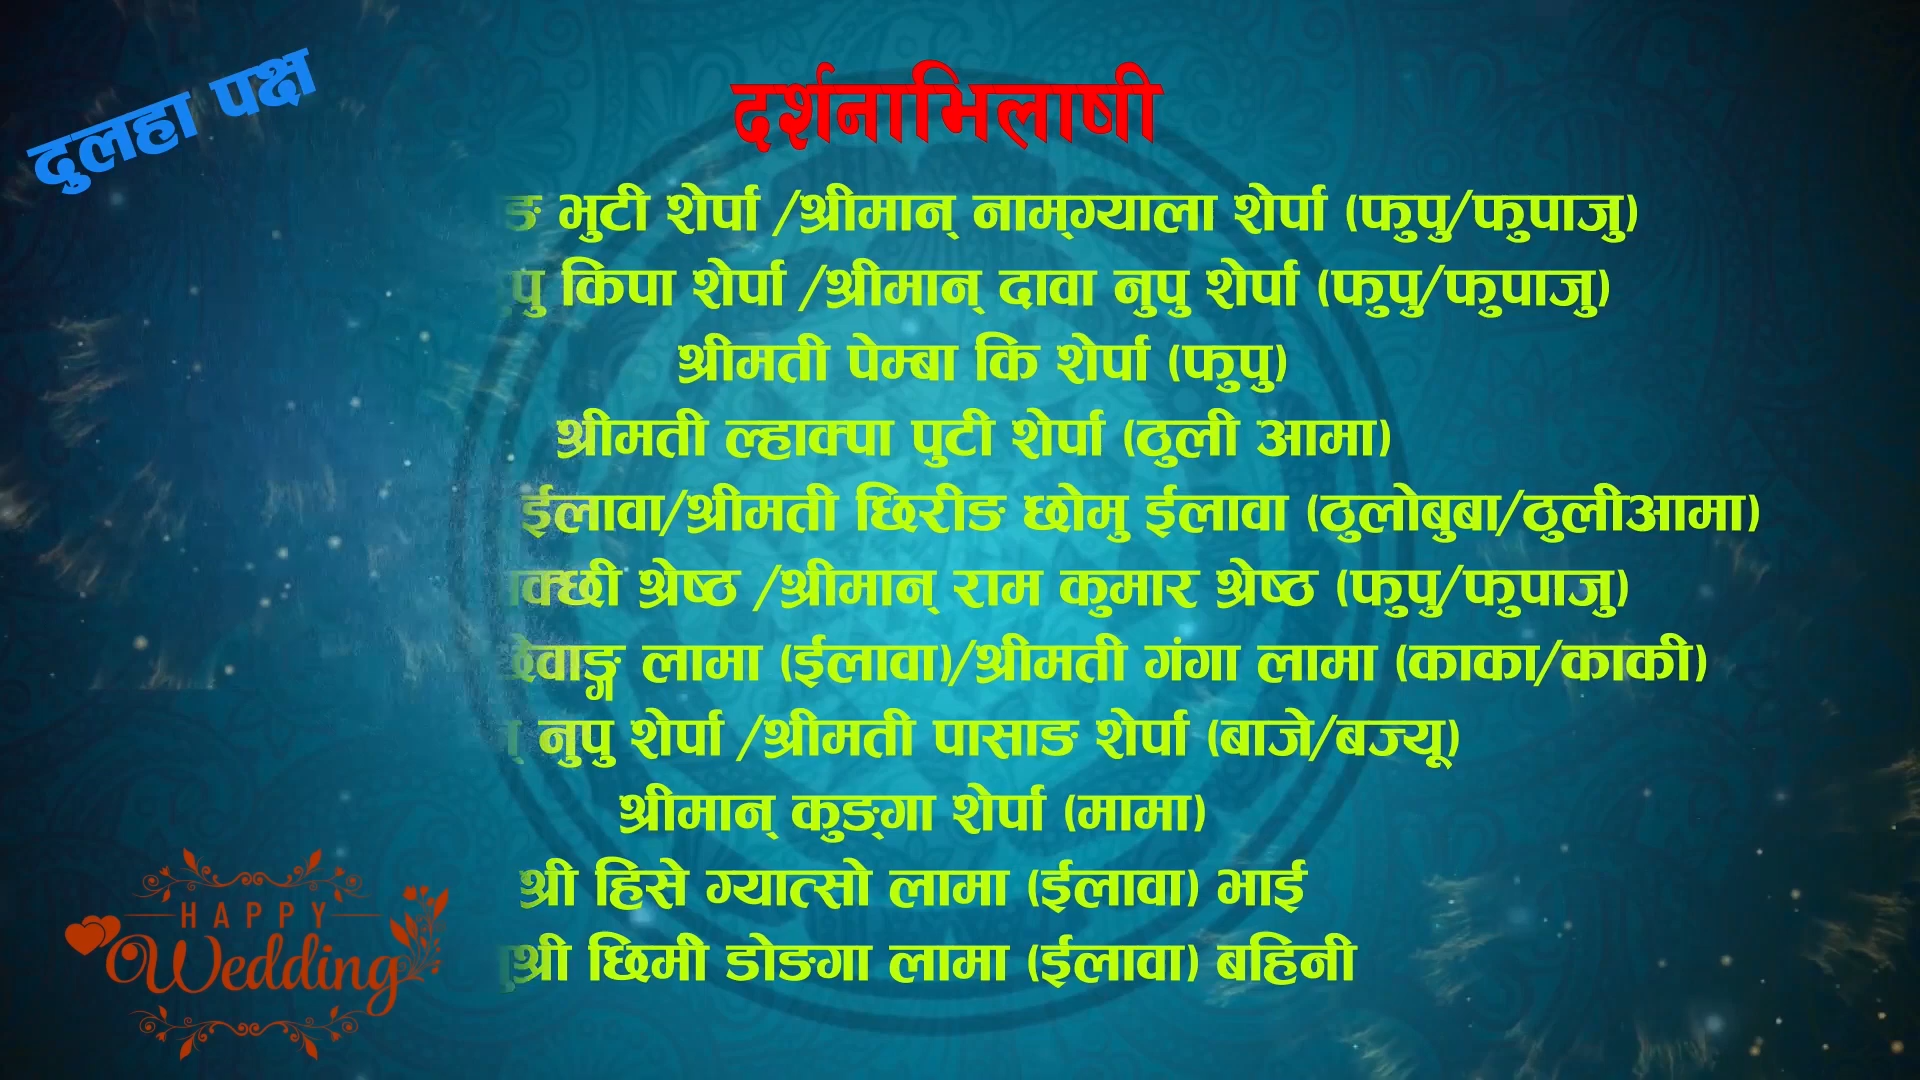 दुलहा पक्ष
दर्शनाभिलाषी
भुटी शेर्पा /श्रीमान् नाम्ग्याला शेर्पा (फुपु/फुपाजु)
किपा शेर्पा /श्रीमान् दावा नुपु शेर्पा (फुपु/फुपाजु)
श्रीमती पेम्बा कि शेर्पा (फुपु)
श्रीमती ल्हाक्पा पुटी शेर्पा (ठुली आमा)
ईलावा/श्रीमती छिरीङ छोमु ईलावा (ठुलोबुबा/ठुलीआमा)
श्रेष्ठ /श्रीमान् राम कुमार श्रेष्ठ (फुपु/फुपाजु)
लामा (ईलावा)/श्रीमती गंगा लामा (काका/काकी)
नुपु शेर्पा /श्रीमती पासाङ शेर्पा (बाजे/बज्यू)
श्रीमान् कुङ्गा शेर्पा (मामा)
श्री हिसे ग्यात्सो लामा (ईलावा) भाई
छिमी डोङगा लामा (ईलावा) बहिनी
HAPPY
Wedding